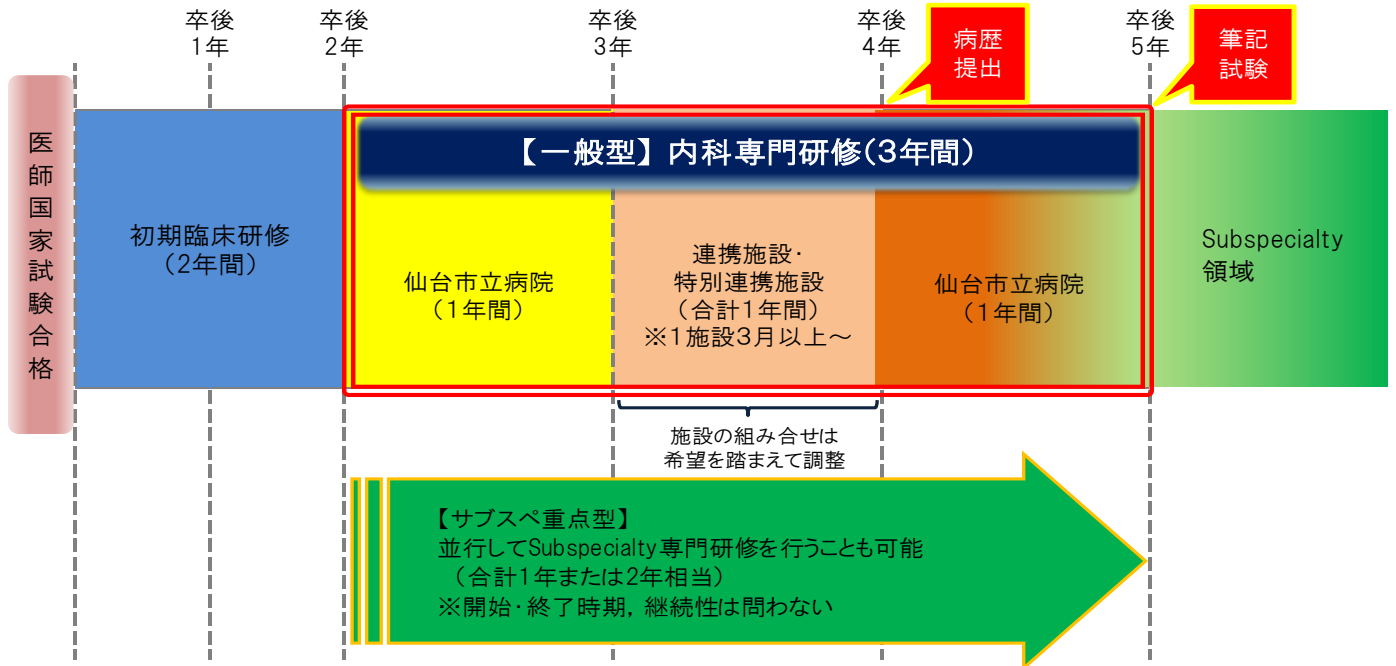 卒後
1年
卒後
2年
卒後
3年
卒後
4年
病歴
提出
卒後
5年
筆記
試験
医師国家試験合格
【一般型】内科専門研修(3年間)
初期臨床研修
（2年間）
仙台市立病院
（1年間）
連携施設・
特別連携施設
（合計1年間）
※1施設3月以上～
仙台市立病院
（1年間）
Subspecialty
領域
施設の組み合せは
希望を踏まえて調整
【サブスペ重点型】
並行してSubspecialty専門研修を行うことも可能
（合計1年または2年相当）
※開始・終了時期，継続性は問わない